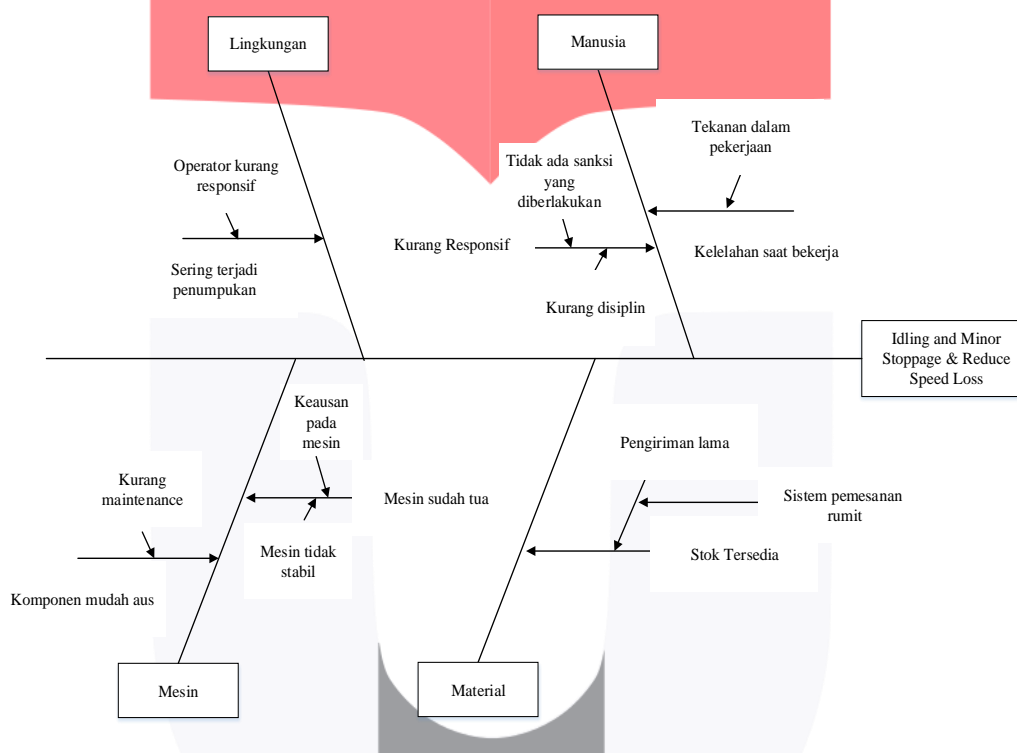 Lingkungan
Manusia
Tekanan dalam
pekerjaan
Tidak ada sanksi
yang
diberlakukan
Operator kurang
responsif
Kurang Responsif
Kelelahan saat bekerja
Sering terjadi
penumpukan
Kurang disiplin
Idling and Minor
Stoppage & Reduce
Speed Loss
Keausan
pada
mesin
Pengiriman lama
Kurang
maintenance
Mesin sudah tua
Sistem pemesanan
rumit
Mesin tidak
stabil
Stok Tersedia
Komponen mudah aus
Mesin
Material